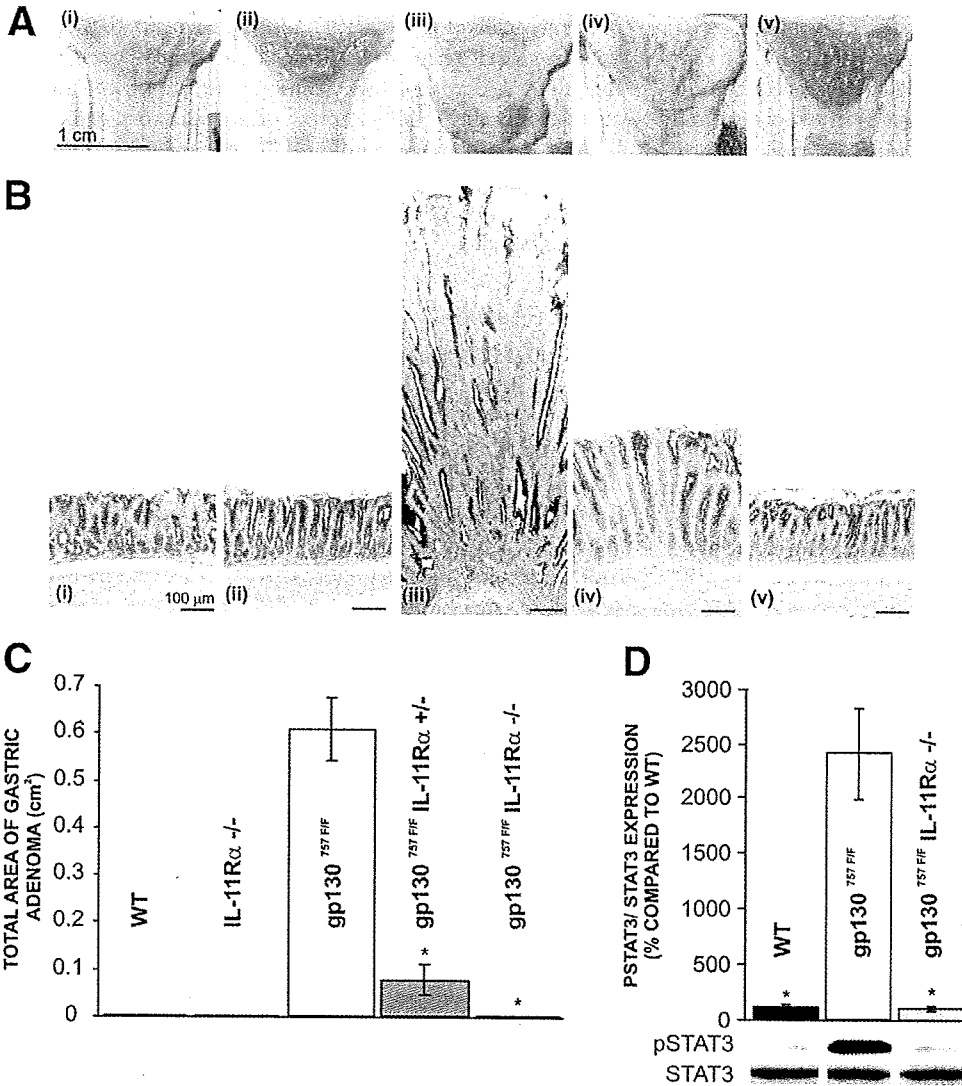 A
(i)
(ii)
(iii)
(iv)
(v)
1 cm
B
(i)
100 μm
(ii)
(iii)
(iv)
(v)
C
TOTAL AREA OF GASTRIC
ADENOMA (cm²)
0.7
0.6
0.5
0.4
0.3
0.2
0.1
0
WT
IL-11Rα -/-
gp130 757 F/F
gp130 757 F/F IL-11Rα +/-
*
gp130 757 F/F IL-11Rα -/-
*
D
PSTAT3/ STAT3 EXPRESSION
(% COMPARED TO WT)
3000
2500
2000
1500
1000
500
0
WT
*
gp130 757 F/F
gp130 757 F/F IL-11Rα -/-
*
pSTAT3
STAT3